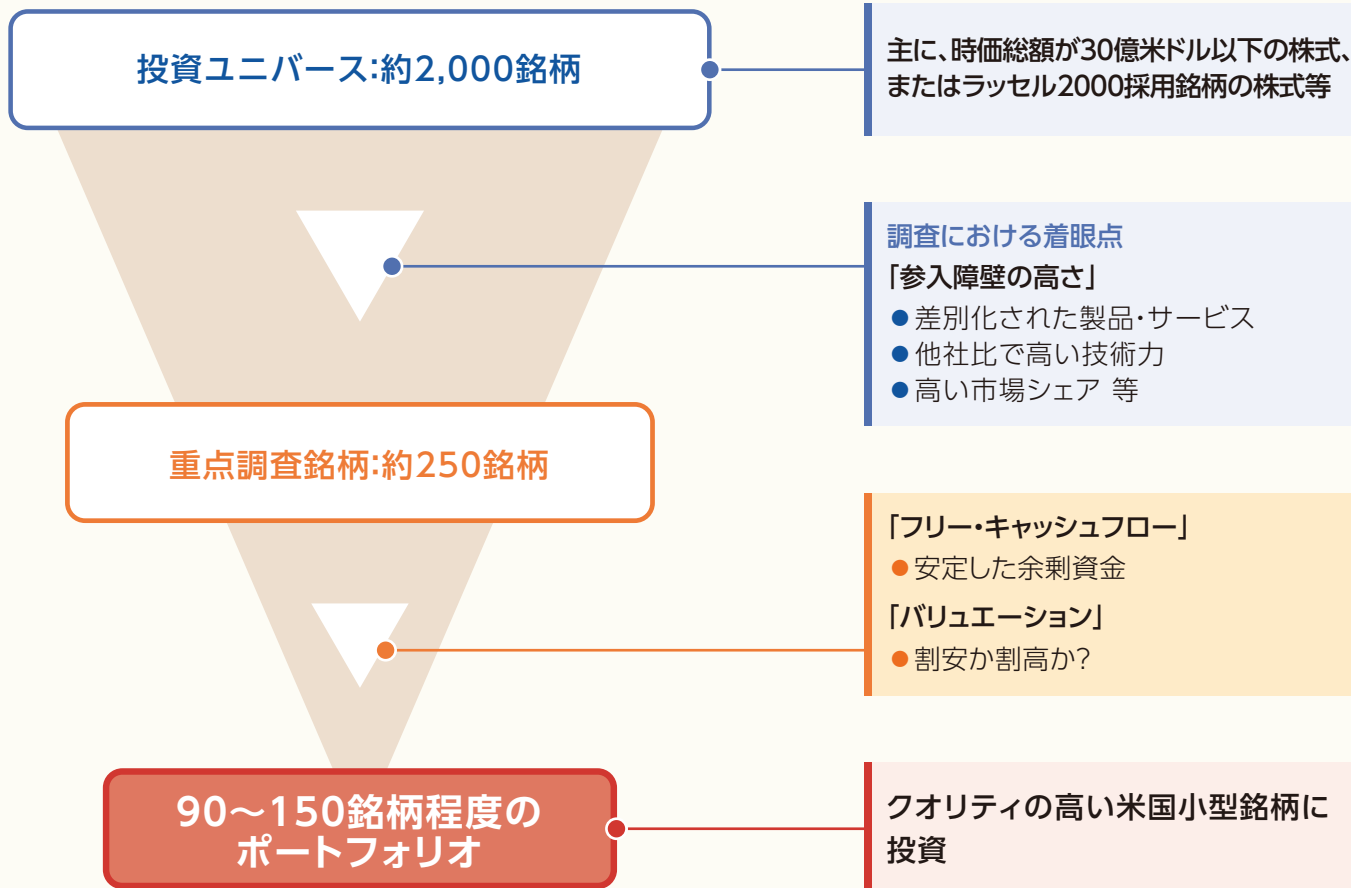 投資ユニバース:約2,000銘柄
主に、時価総額が30億米ドル以下の株式、
またはラッセル2000採用銘柄の株式等
調査における着眼点
「参入障壁の高さ」
●差別化された製品・サービス
●他社比で高い技術力
●高い市場シェア 等
重点調査銘柄:約250銘柄
「フリー・キャッシュフロー」
●安定した余剰資金
「バリュエーション」
●割安か割高か?
90～150銘柄程度の
ポートフォリオ
クオリティの高い米国小型銘柄に
投資